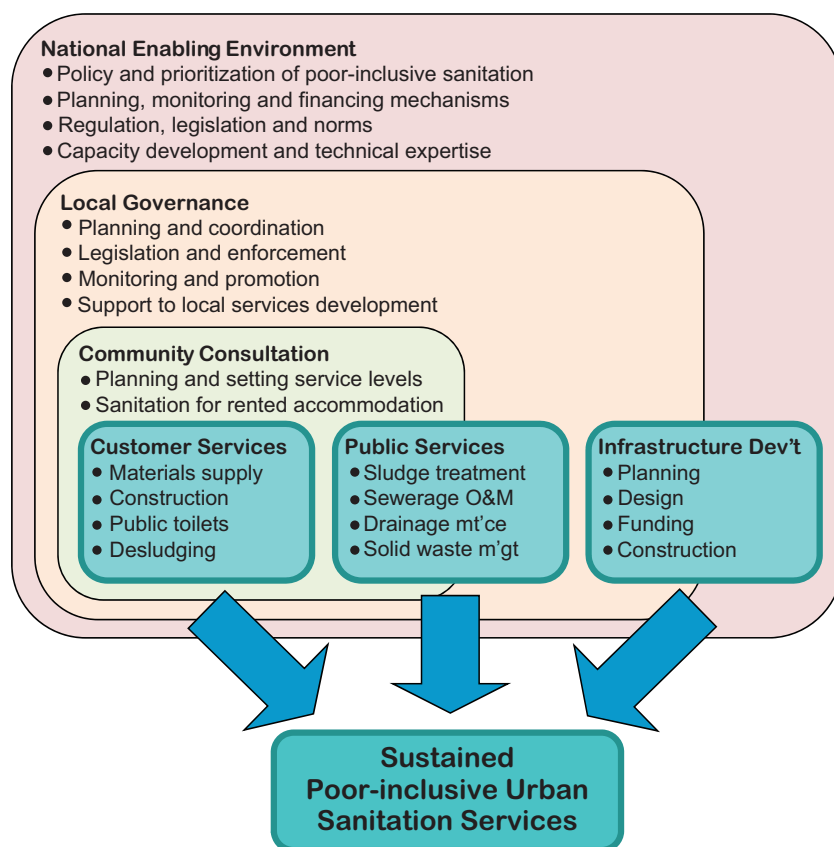 National Enabling Environment
• Policy and prioritization of poor-inclusive sanitation
• Planning, monitoring and financing mechanisms
• Regulation, legislation and norms
• Capacity development and technical expertise
Local Governance
• Planning and coordination
• Legislation and enforcement
• Monitoring and promotion
• Support to local services development
Community Consultation
• Planning and setting service levels
• Sanitation for rented accommodation
Customer Services
• Materials supply
• Construction
• Public toilets
• Desludging
Public Services
• Sludge treatment
• Sewerage O&M
• Drainage mt'ce
• Solid waste m'gt
Infrastructure Dev't
• Planning
• Design
• Funding
• Construction
Sustained
Poor-inclusive Urban
Sanitation Services